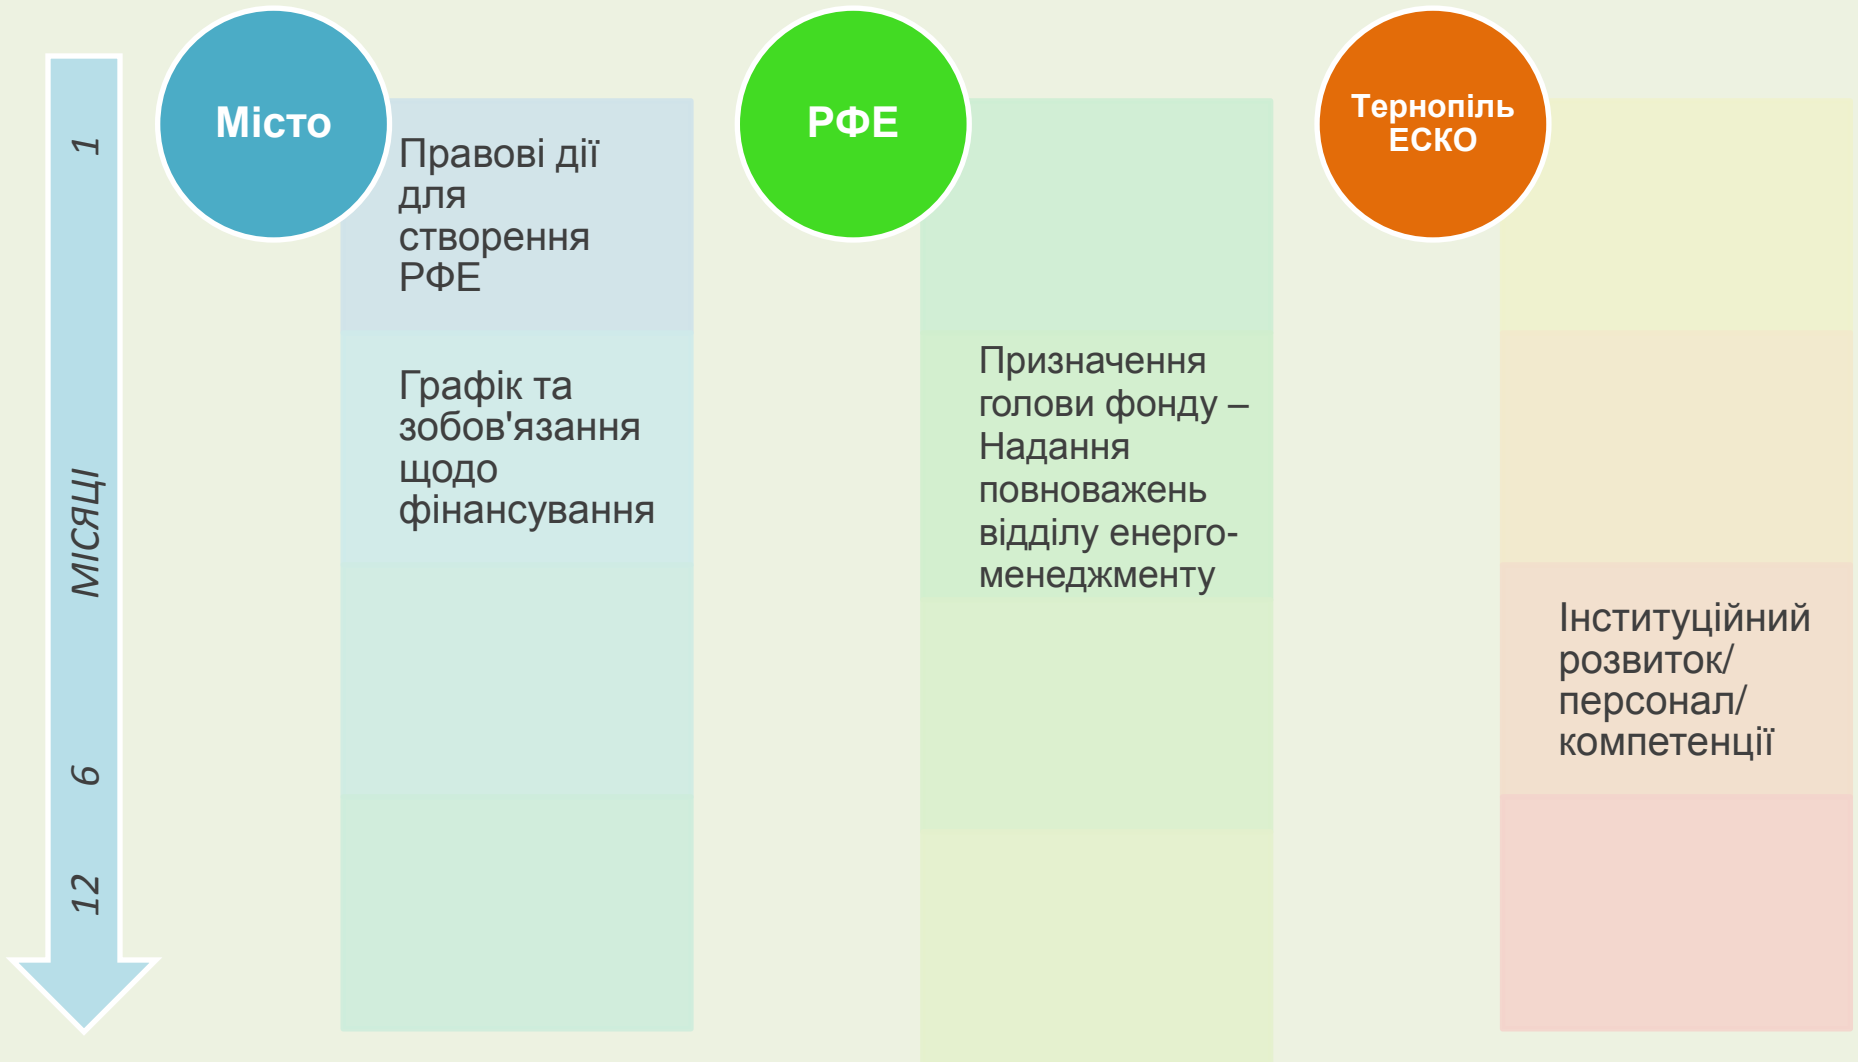 Місто
РФЕ
Тернопіль
ЕСКО
1
МІСЯЦІ
6
12
Правові дії
для
створення
РФЕ
Графік та
зобов'язання
щодо
фінансування
Призначення
голови фонду –
Надання
повноважень
відділу енерго-
менеджменту
Інституційний
розвиток/
персонал/
компетенції